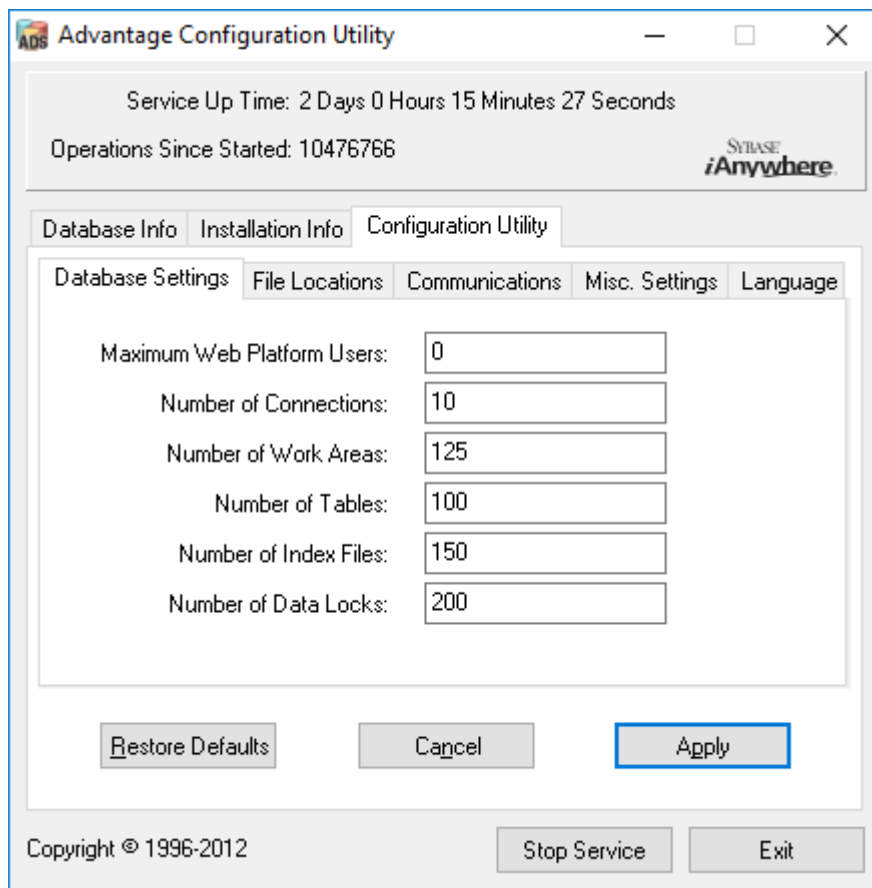 ADS Advantage Configuration Utility
Service Up Time: 2 Days 0 Hours 15 Minutes 27 Seconds
Operations Since Started: 10476766
SYBASE
iAnywhere.
Database Info Installation Info Configuration Utility
Database Settings File Locations Communications Misc. Settings Language
Maximum Web Platform Users: 0
Number of Connections: 10
Number of Work Areas: 125
Number of Tables: 100
Number of Index Files: 150
Number of Data Locks: 200
Restore Defaults Cancel Apply
Copyright © 1996-2012 Stop Service Exit